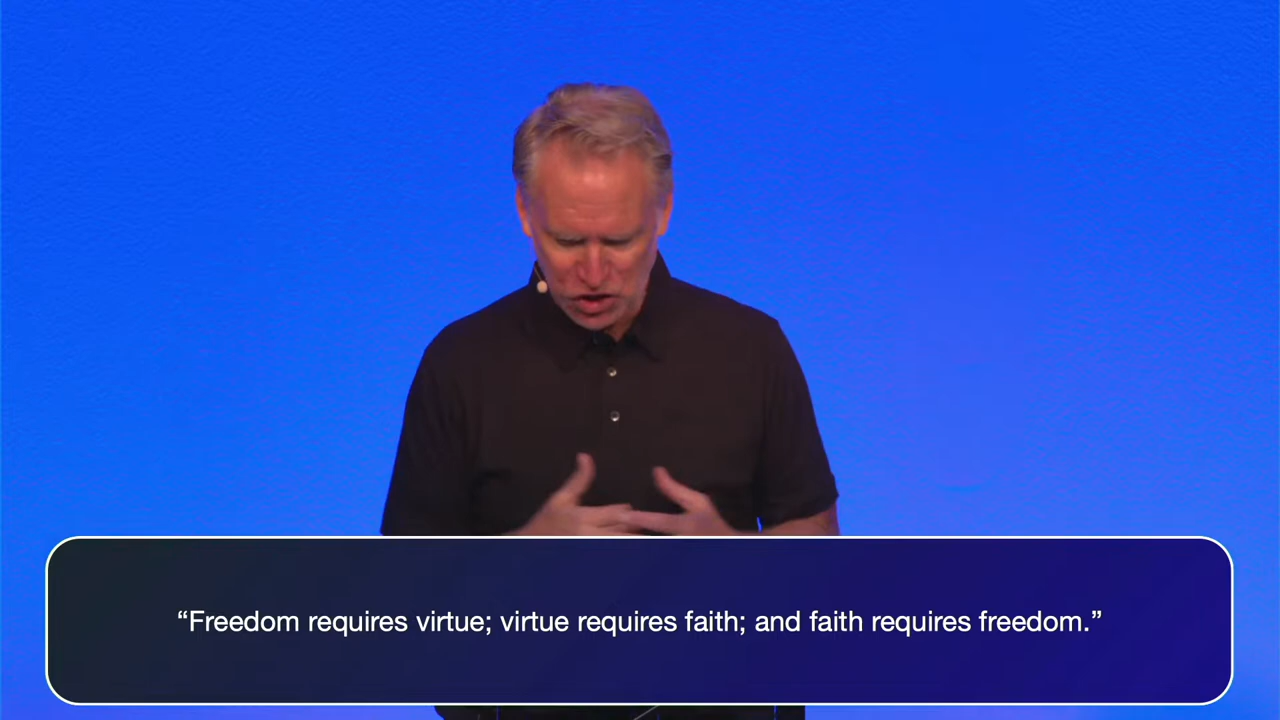 “Freedom requires virtue; virtue requires faith; and faith requires freedom.”